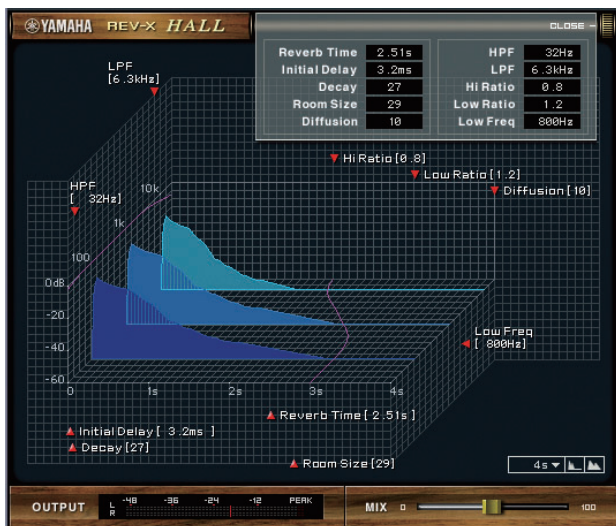 YAMAHA REV-X HALL
CLOSE −
Reverb Time 2.51s HPF 32Hz
Initial Delay 3.2ms LPF 6.3kHz
Decay 27 Hi Ratio 0.8
Room Size 29 Low Ratio 1.2
Diffusion 10 Low Freq 800Hz
LPF
[6.3kHz]
Hi Ratio [0.8]
Low Ratio [1.2]
Diffusion [10]
HPF
[ 32Hz]
10k
1k
100
0dB
-20
-40
-60
0 1s 2s 3s 4s
Low Freq
[ 800Hz]
Reverb Time [ 2.51s ]
Initial Delay [ 3.2ms ]
Decay [27]
Room Size [29]
4s
OUTPUT L R -48 -36 -24 -12 PEAK MIX 0 100